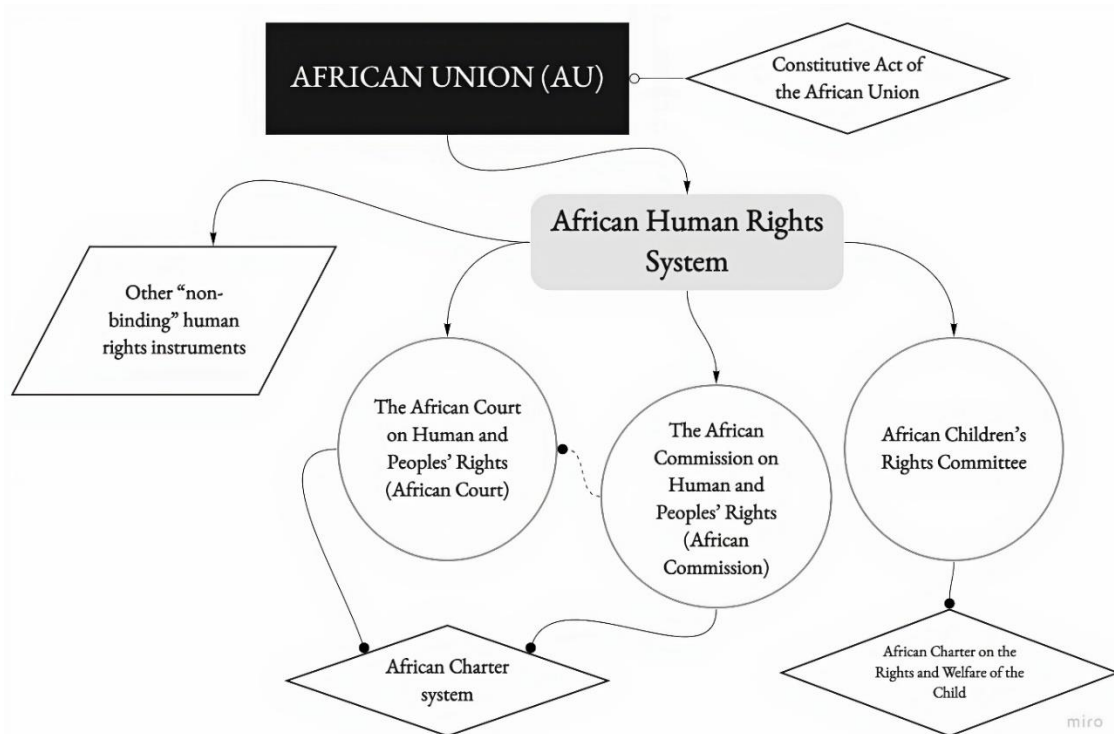 AFRICAN UNION (AU)
Constitutive Act of
the African Union
African Human Rights
System
Other “non-
binding” human
rights instruments
The African Court
on Human and
Peoples’ Rights
(African Court)
The African
Commission on
Human and
Peoples’ Rights
(African
Commission)
African Children’s
Rights Committee
African Charter
system
African Charter on the
Rights and Welfare of the
Child
miro